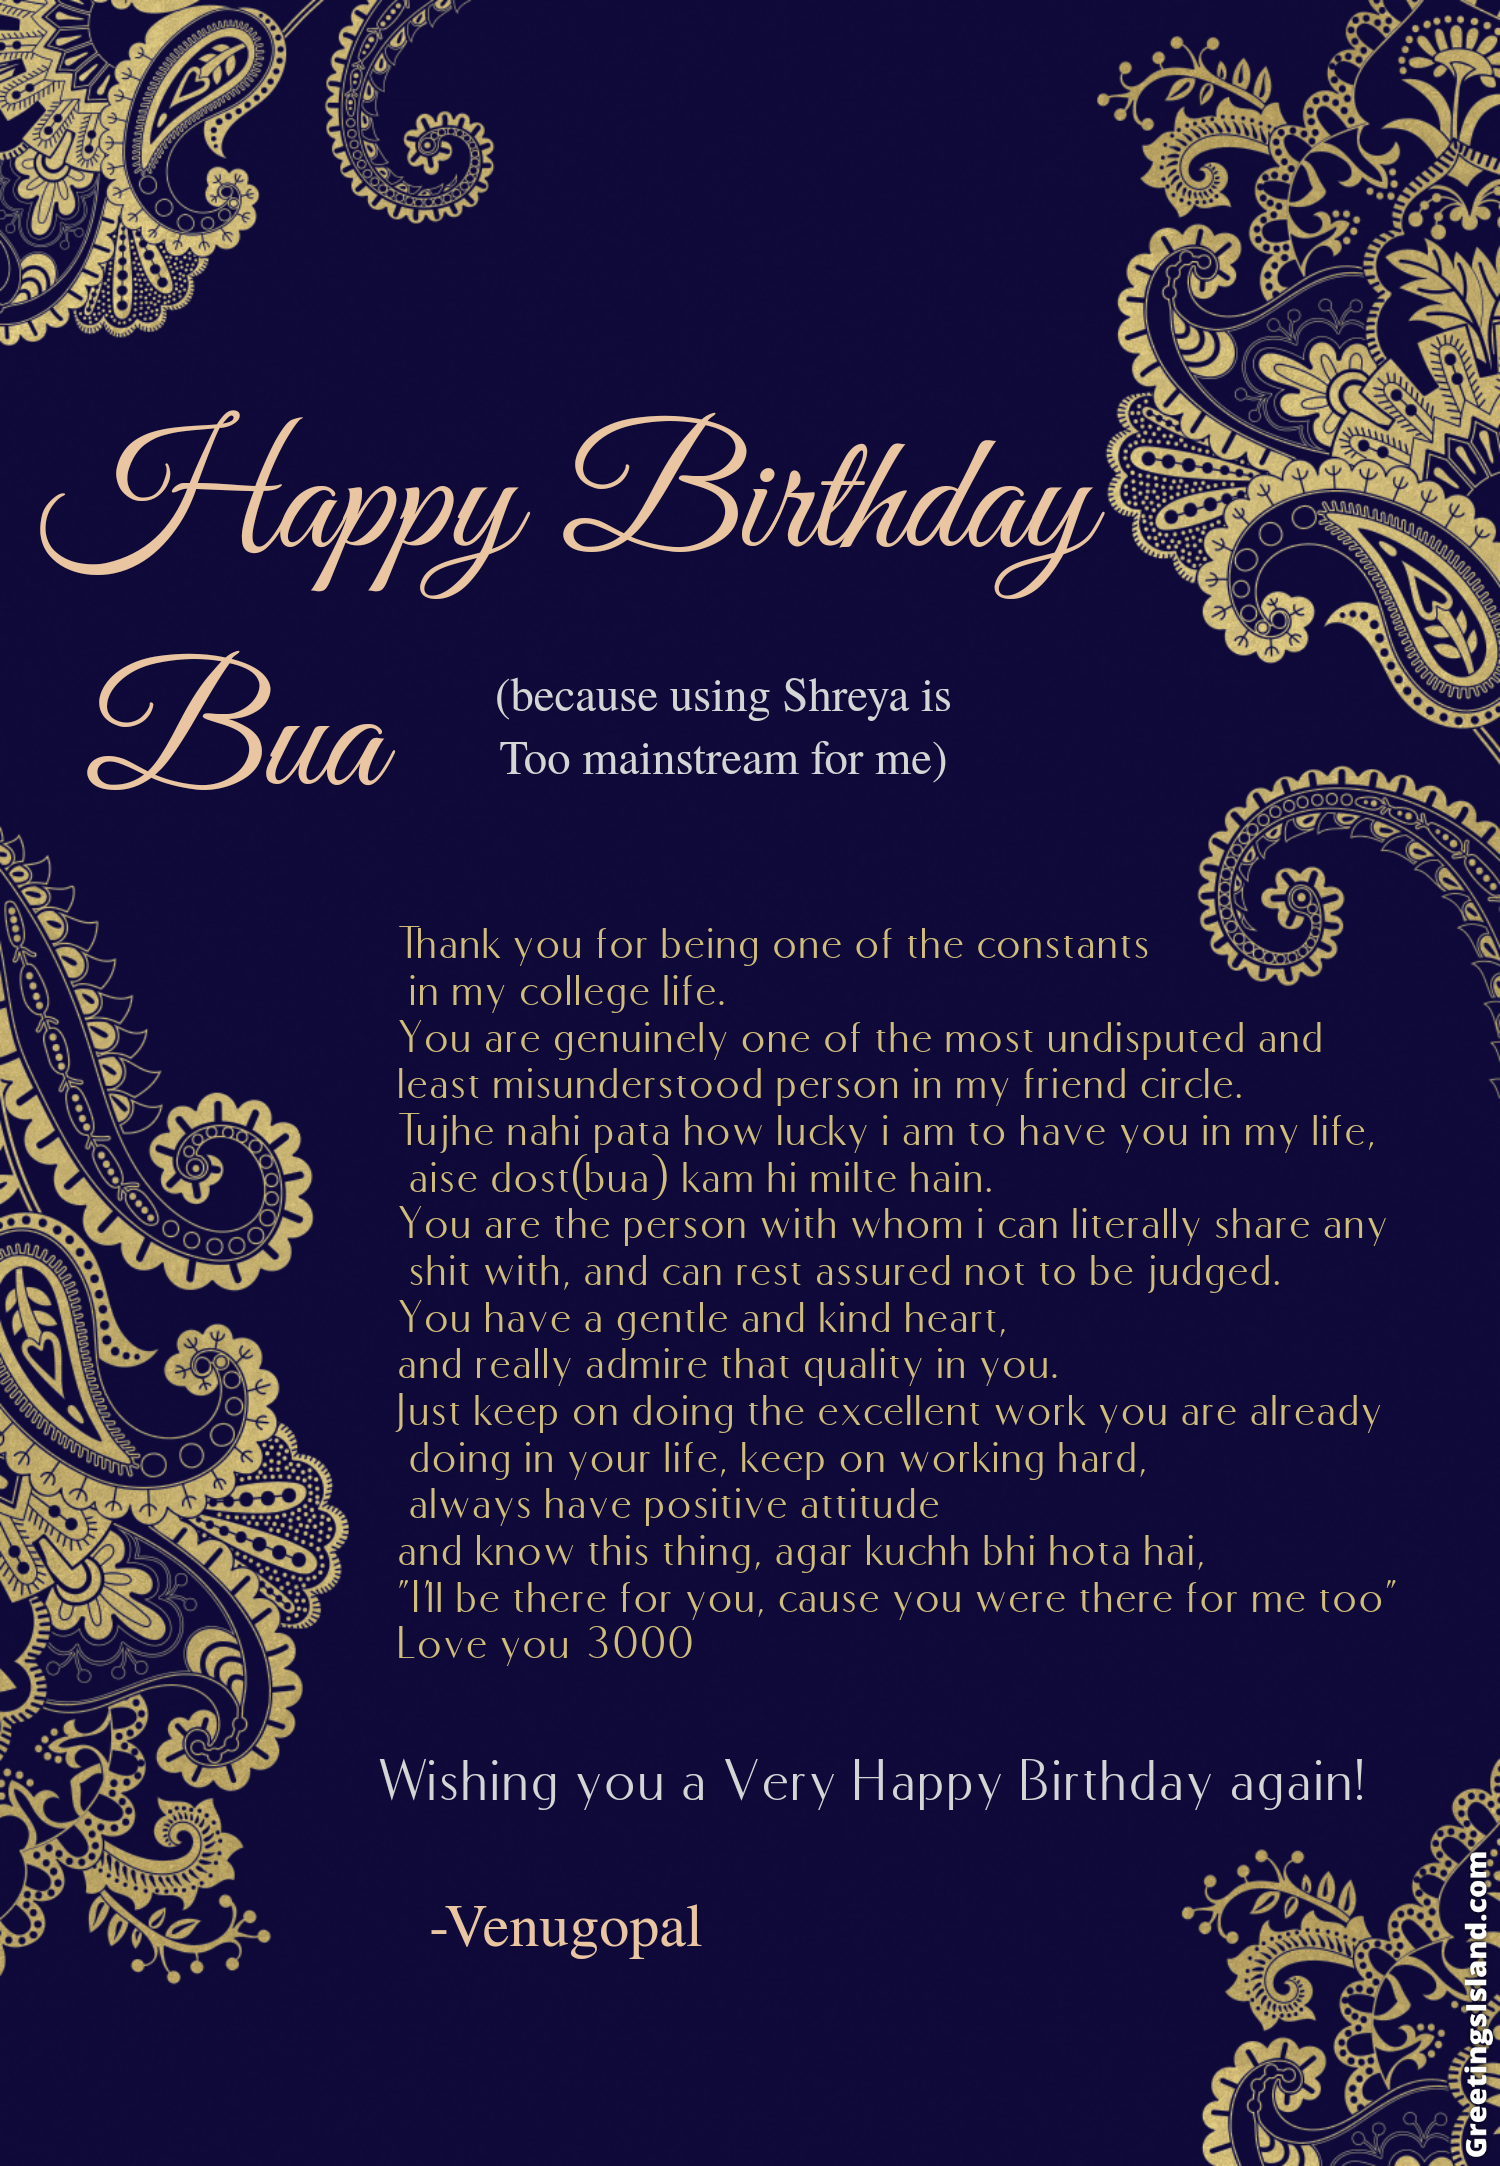 Happy Birthday
Bua
(because using Shreya is
Too mainstream for me)
Thank you for being one of the constants
in my college life.
You are genuinely one of the most undisputed and
least misunderstood person in my friend circle.
Tujhe nahi pata how lucky i am to have you in my life,
aise dost(bua) kam hi milte hain.
You are the person with whom i can literally share any
shit with, and can rest assured not to be judged.
You have a gentle and kind heart,
and really admire that quality in you.
Just keep on doing the excellent work you are already
doing in your life, keep on working hard,
always have positive attitude
and know this thing, agar kuchh bhi hota hai,
"I'll be there for you, cause you were there for me too"
Love you 3000
Wishing you a Very Happy Birthday again!
-Venugopal
GreetingsIsland.com